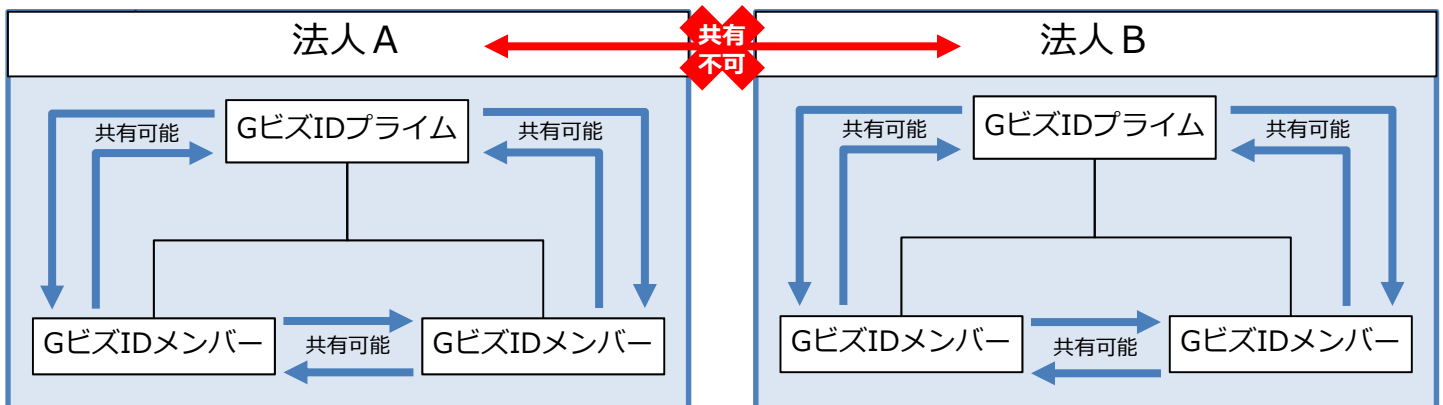 法人A
共有
不可
法人B
GビズIDプライム
共有可能
共有可能
GビズIDメンバー
共有可能
GビズIDメンバー
GビズIDプライム
共有可能
共有可能
GビズIDメンバー
共有可能
GビズIDメンバー